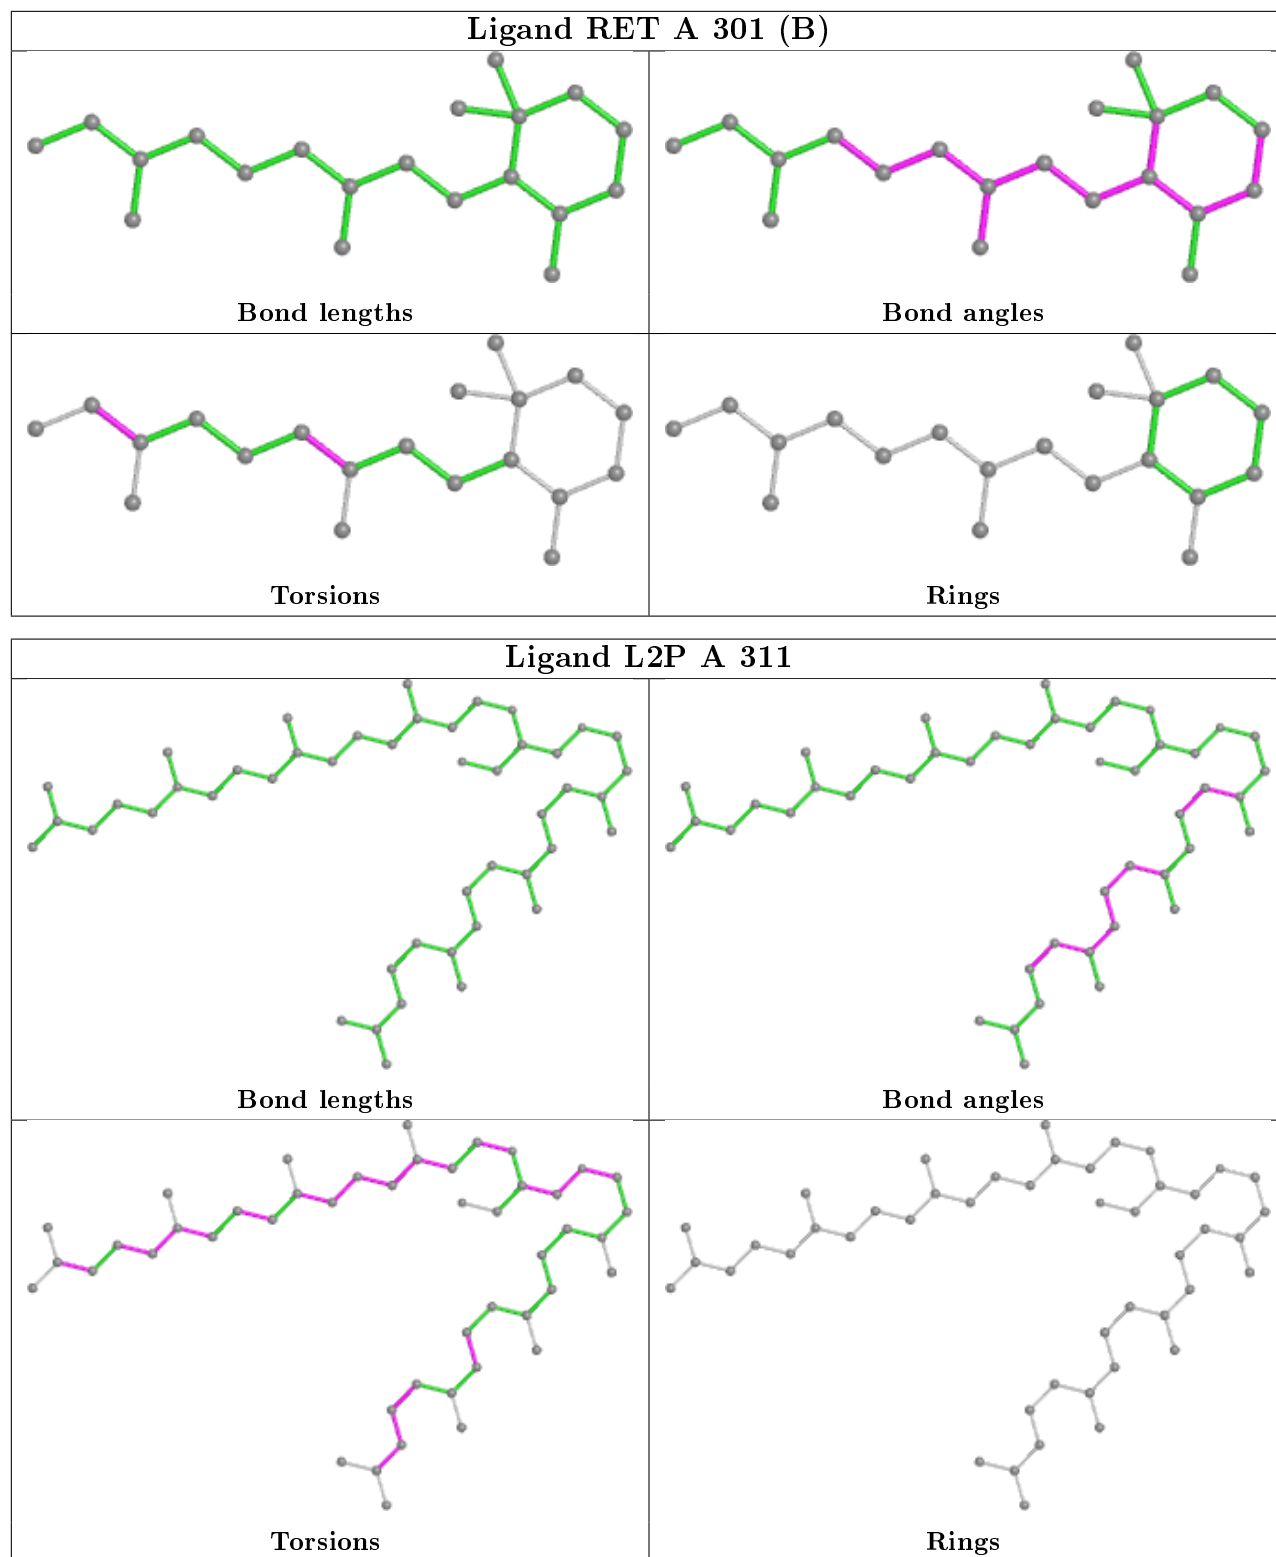 Ligand RET A 301 (B)
Bond lengths
Bond angles
Torsions
Rings
Ligand L2P A 311
Bond lengths
Bond angles
Torsions
Rings